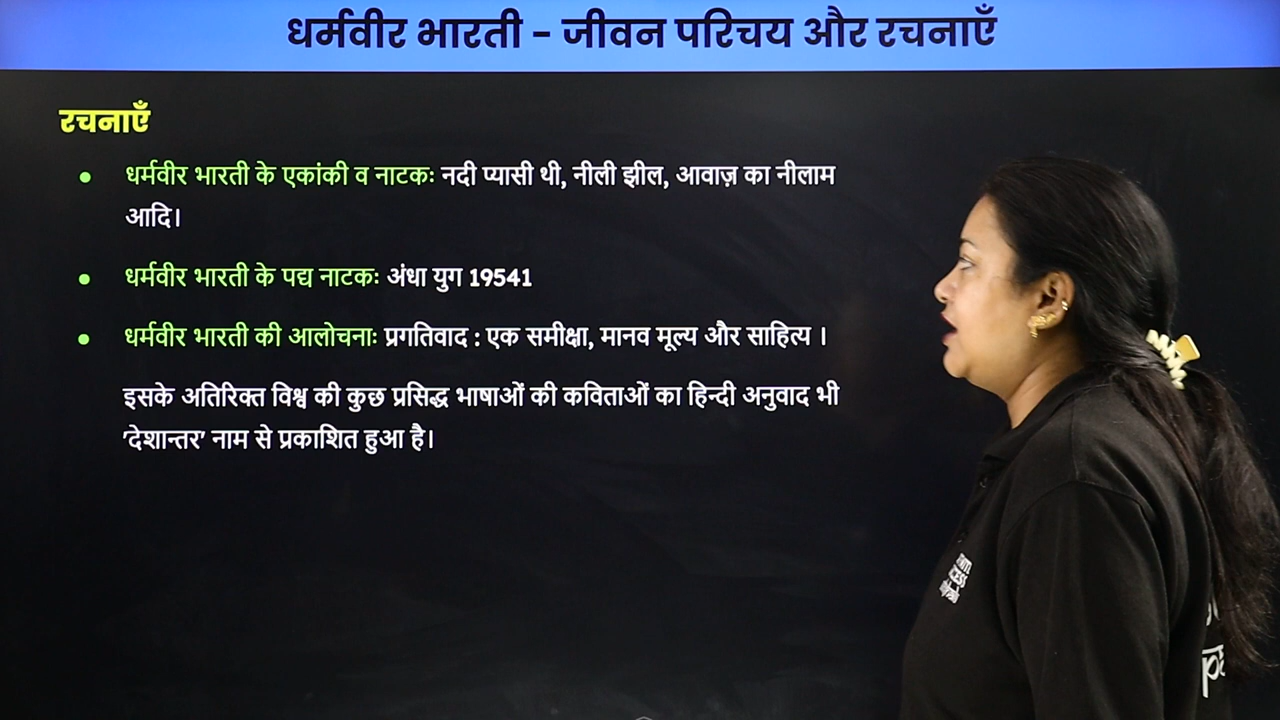 धर्मवीर भारती - जीवन परिचय और रचनाएँ
रचनाएँ
• धर्मवीर भारती के एकांकी व नाटकः नदी प्यासी थी, नीली झील, आवाज़ का नीलाम
आदि।
• धर्मवीर भारती के पद्य नाटकः अंधा युग 19541
• धर्मवीर भारती की आलोचनाः प्रगतिवाद : एक समीक्षा, मानव मूल्य और साहित्य ।
इसके अतिरिक्त विश्व की कुछ प्रसिद्ध भाषाओं की कविताओं का हिन्दी अनुवाद भी
'देशान्तर' नाम से प्रकाशित हुआ है।